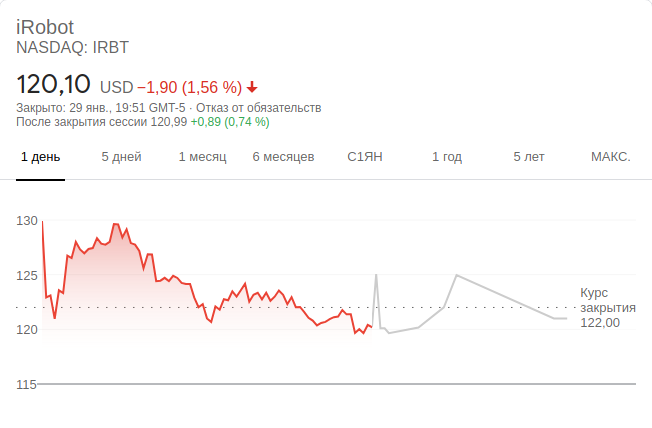 iRobot
NASDAQ: IRBT
120,10 USD −1,90 (1,56 %)
Закрыто: 29 янв., 19:51 GMT-5 · Отказ от обязательств
После закрытия сессии 120,99 +0,89 (0,74 %)
1 день 5 дней 1 месяц 6 месяцев С1ЯН 1 год 5 лет МАКС.
130
125
Курс
закрытия
120
122,00
115